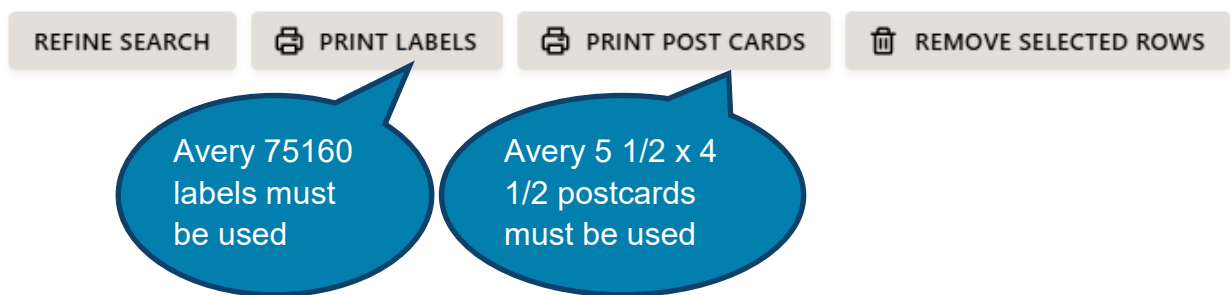 REFINE SEARCH
PRINT LABELS
PRINT POST CARDS
REMOVE SELECTED ROWS
Avery 75160
labels must
be used
Avery 5 1/2 x 4
1/2 postcards
must be used